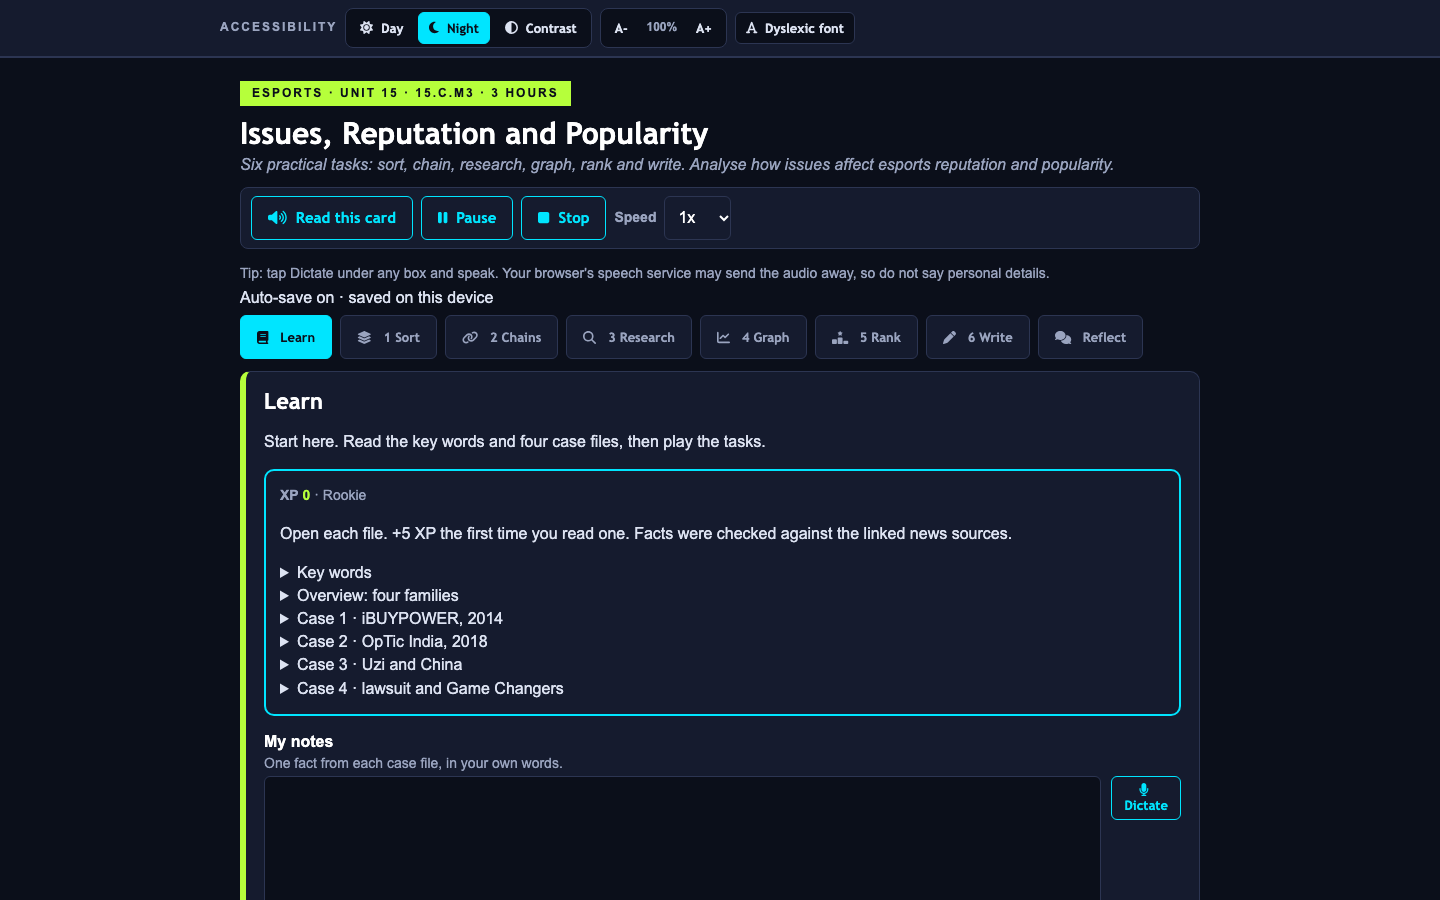 ACCESSIBILITY Day Night Contrast A- 100% A+ Dyslexic font
ESPORTS · UNIT 15 · 15.C.M3 · 3 HOURS
Issues, Reputation and Popularity
Six practical tasks: sort, chain, research, graph, rank and write. Analyse how issues affect esports reputation and popularity.
Read this card Pause Stop Speed 1x
Tip: tap Dictate under any box and speak. Your browser's speech service may send the audio away, so do not say personal details.
Auto-save on · saved on this device
Learn 1 Sort 2 Chains 3 Research 4 Graph 5 Rank 6 Write Reflect
Learn
Start here. Read the key words and four case files, then play the tasks.
XP 0 · Rookie
Open each file. +5 XP the first time you read one. Facts were checked against the linked news sources.
Key words
Overview: four families
Case 1 · iBUYPOWER, 2014
Case 2 · OpTic India, 2018
Case 3 · Uzi and China
Case 4 · lawsuit and Game Changers
My notes
One fact from each case file, in your own words.
Dictate